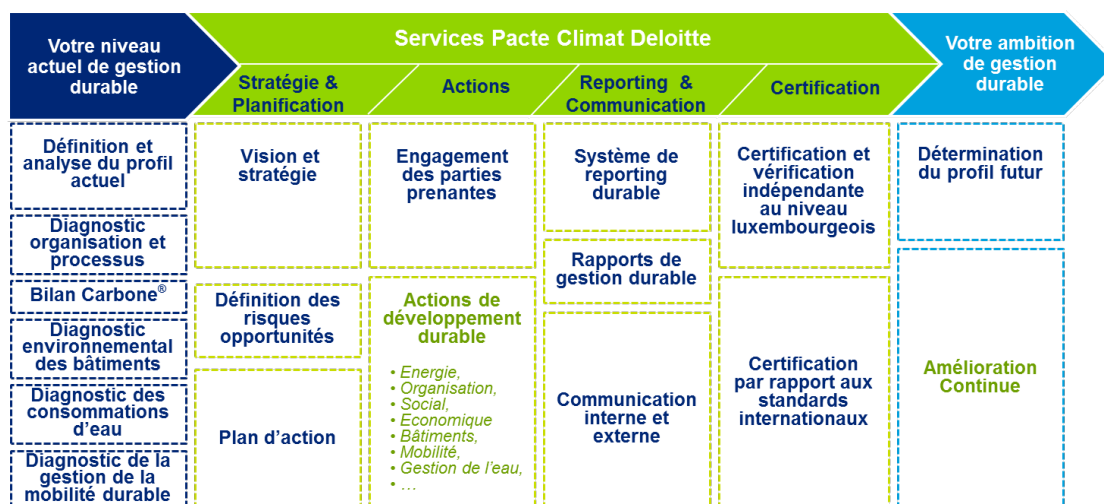 Votre niveau
actuel de gestion
durable
Services Pacte Climat Deloitte
Stratégie &
Planification
Actions
Reporting &
Communication
Certification
Votre ambition
de gestion
durable
Définition et
analyse du profil
actuel
Diagnostic
organisation et
processus
Bilan Carbone®
Diagnostic
environnemental
des bâtiments
Diagnostic des
consommations
d’eau
Diagnostic de la
gestion de la
mobilité durable
Vision et
stratégie
Définition des
risques
opportunités
Plan d’action
Engagement
des parties
prenantes
Actions de
développement
durable
• Energie,
• Organisation,
• Social,
• Economique
• Bâtiments,
• Mobilité,
• Gestion de l’eau,
• …
Système de
reporting
durable
Rapports de
gestion durable
Communication
interne et
externe
Certification et
vérification
indépendante
au niveau
luxembourgeois
Certification
par rapport aux
standards
internationaux
Détermination
du profil futur
Amélioration
Continue